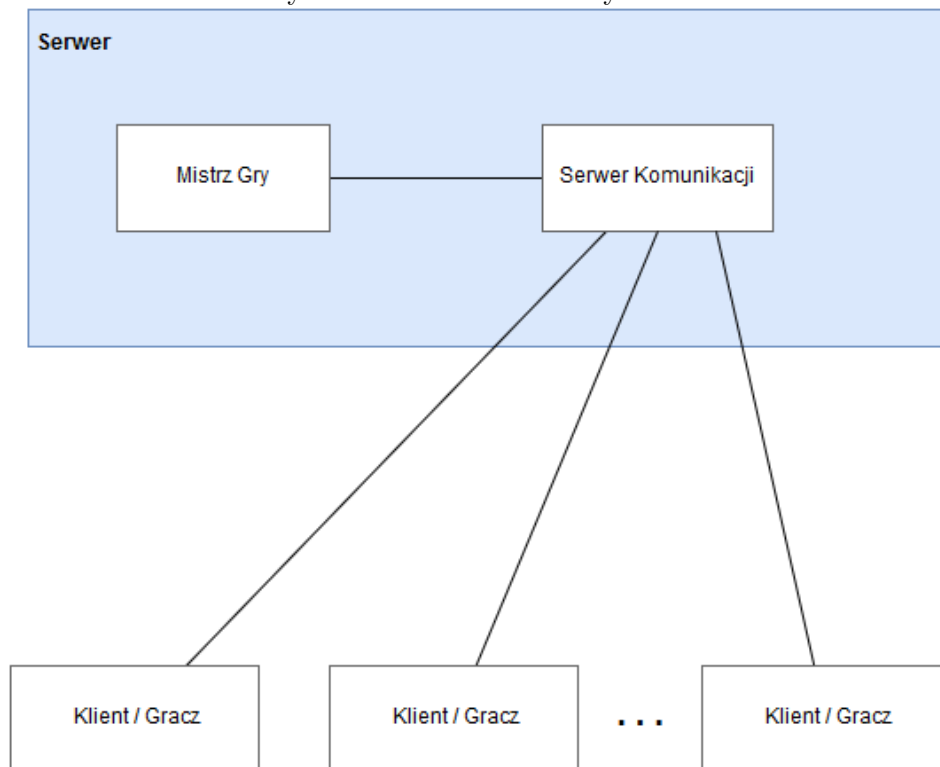 Serwer
Mistrz Gry
Serwer Komunikacji
Klient / Gracz
Klient / Gracz
. . .
Klient / Gracz